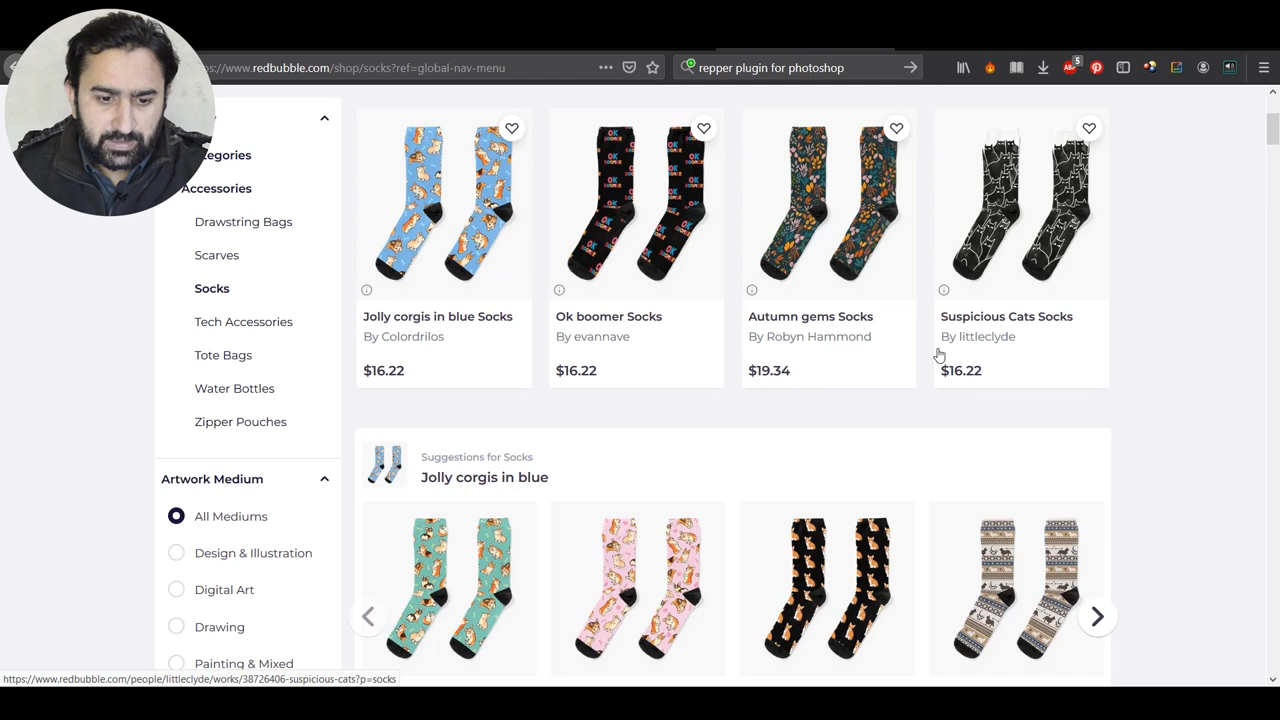 www.redbubble.com/shop/socks?ref=global-nav-menu
repper plugin for photoshop
ABP
5
Accessories
Drawstring Bags
Scarves
Socks
Tech Accessories
Tote Bags
Water Bottles
Zipper Pouches
Artwork Medium
All Mediums
Design & Illustration
Digital Art
Drawing
Painting & Mixed
OK BOOMER
Jolly corgis in blue Socks
By Colordrilos
$16.22
Ok boomer Socks
By evannave
$16.22
Autumn gems Socks
By Robyn Hammond
$19.34
Suspicious Cats Socks
By littleclyde
$16.22
Suggestions for Socks
Jolly corgis in blue
https://www.redbubble.com/people/littleclyde/works/38726406-suspicious-cats?p=socks